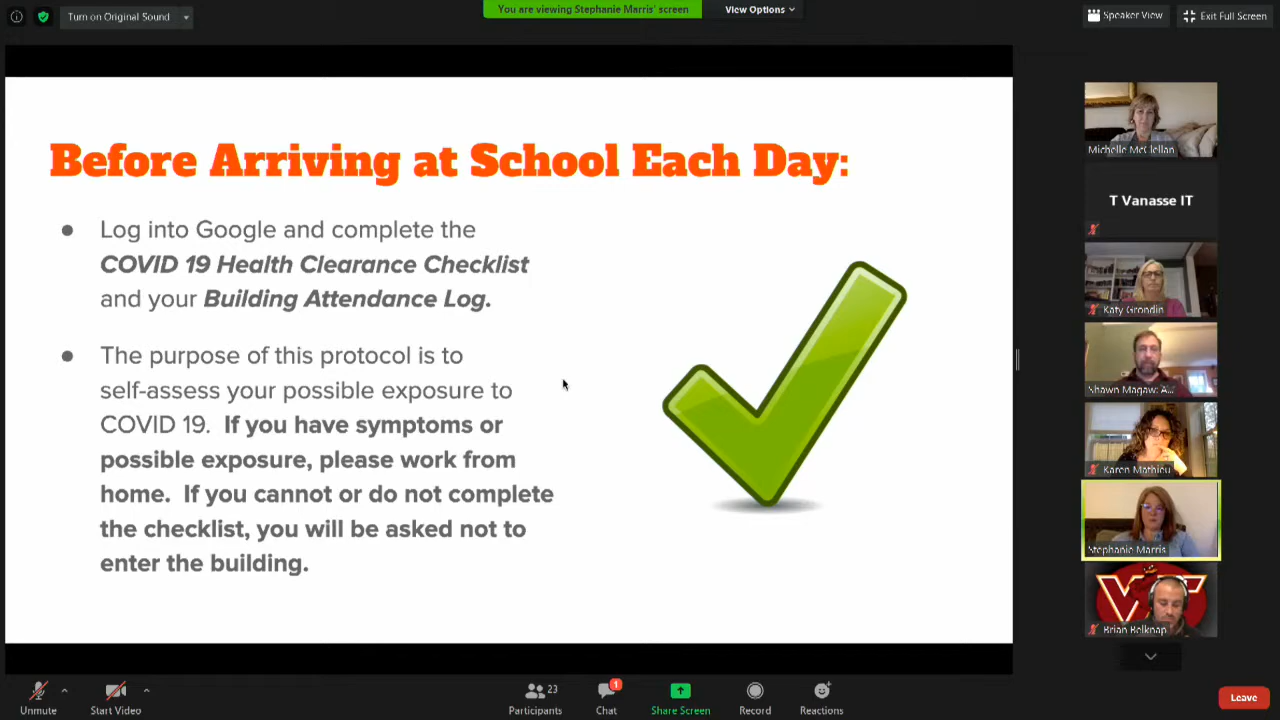 Turn on Original Sound
You are viewing Stephanie Marris' screen
View Options
Speaker View
Exit Full Screen
Before Arriving at School Each Day:
● Log into Google and complete the
COVID 19 Health Clearance Checklist
and your Building Attendance Log.
● The purpose of this protocol is to
self-assess your possible exposure to
COVID 19. If you have symptoms or
possible exposure, please work from
home. If you cannot or do not complete
the checklist, you will be asked not to
enter the building.
Michelle McClellan
T Vanasse IT
Katy Grondin
Shawn Magaw: A...
Karen Mathieu
Stephanie Marris
VT
Brian Belknap
Unmute
Start Video
23
Participants
1
Chat
Share Screen
Record
Reactions
Leave